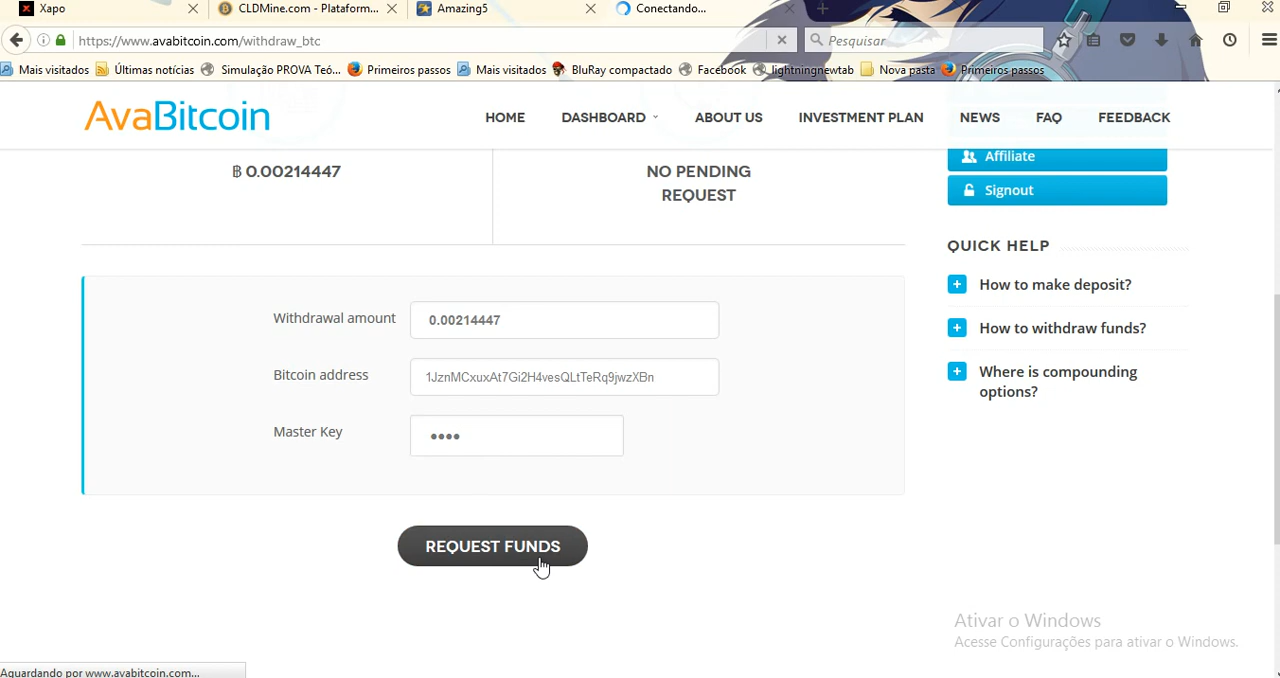 Xapo
CLDMine.com - Plataform...
Amazing5
Conectando...
https://www.avabitcoin.com/withdraw_btc
Pesquisar
Mais visitados
Últimas notícias
Simulação PROVA Teó...
Primeiros passos
Mais visitados
BluRay compactado
Facebook
lightningnewtab
Nova pasta
Primeiros passos
AvaBitcoin
HOME
DASHBOARD
ABOUT US
INVESTMENT PLAN
NEWS
FAQ
FEEDBACK
฿ 0.00214447
NO PENDING
REQUEST
Affiliate
Signout
QUICK HELP
How to make deposit?
How to withdraw funds?
Where is compounding
options?
Withdrawal amount
0.00214447
Bitcoin address
1JznMCxuxAt7Gi2H4vesQLtTeRq9jwzXBn
Master Key
••••
REQUEST FUNDS
Ativar o Windows
Acesse Configurações para ativar o Windows.
Aguardando por www.avabitcoin.com...